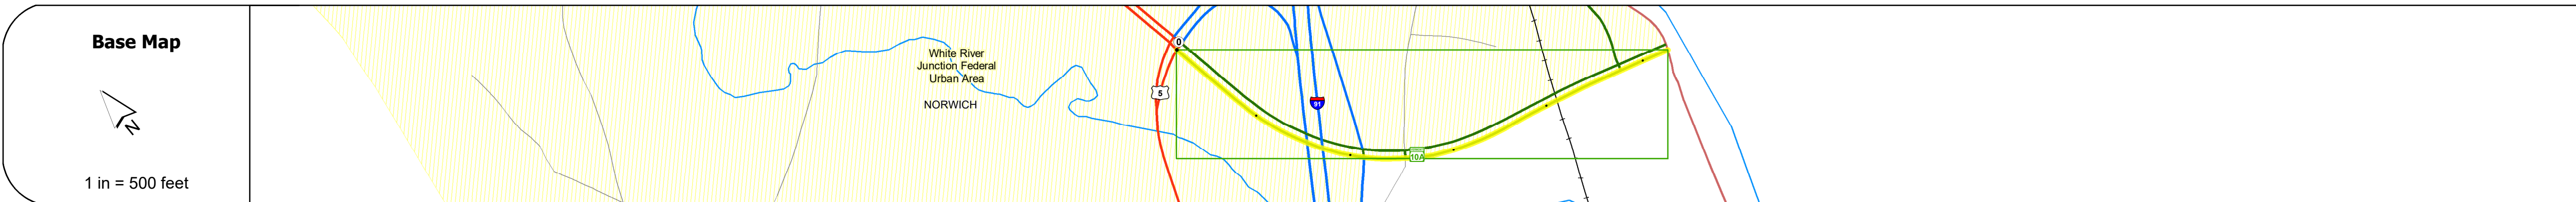 Base Map
N
1 in = 500 feet
White River
Junction Federal
Urban Area
NORWICH
0
5
91
10A